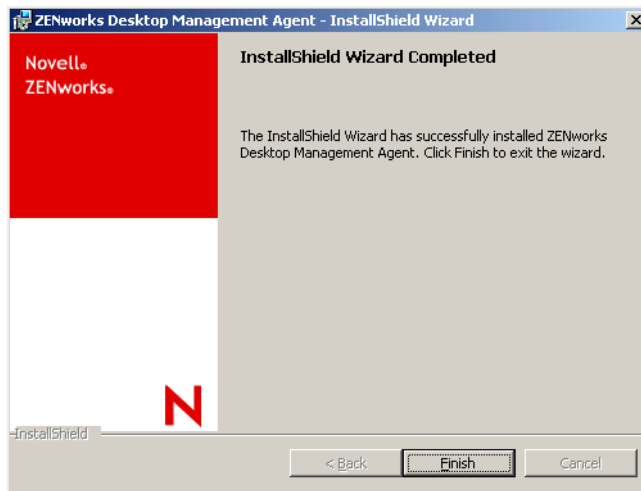 ZENworks Desktop Management Agent - InstallShield Wizard
Novell®
ZENworks®
InstallShield Wizard Completed
The InstallShield Wizard has successfully installed ZENworks
Desktop Management Agent. Click Finish to exit the wizard.
N
InstallShield
< Back
Finish
Cancel